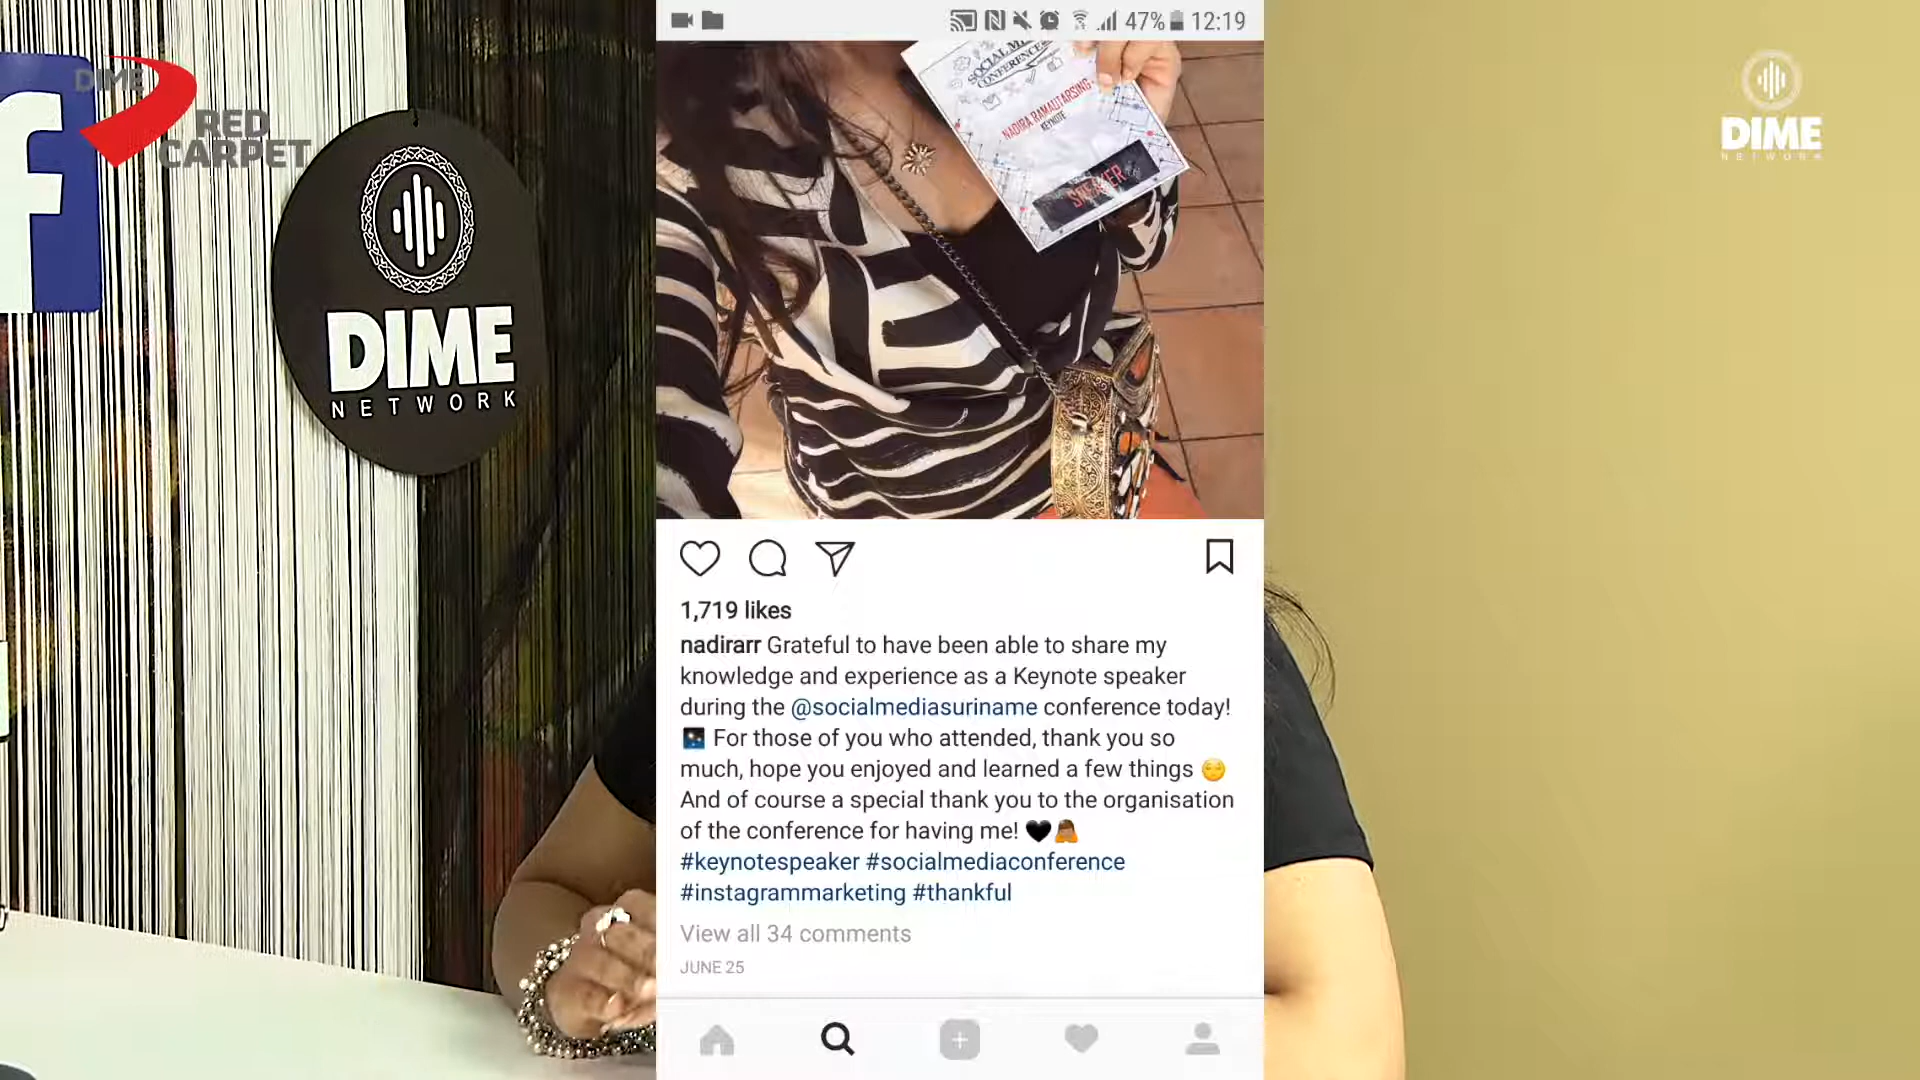 47% 12:19
DIME
RED
CARPET
DIME
NETWORK
DIME
NETWORK
SOCIAL ME
CONFERENCE
NADIRA RAMAUTARSING
KEYNOTE
SPEAKER
1,719 likes
nadirarr Grateful to have been able to share my
knowledge and experience as a Keynote speaker
during the @socialmediasuriname conference today!
🌃 For those of you who attended, thank you so
much, hope you enjoyed and learned a few things 😌
And of course a special thank you to the organisation
of the conference for having me! 🖤🙏🏾
#keynotespeaker #socialmediaconference
#instagrammarketing #thankful
View all 34 comments
JUNE 25